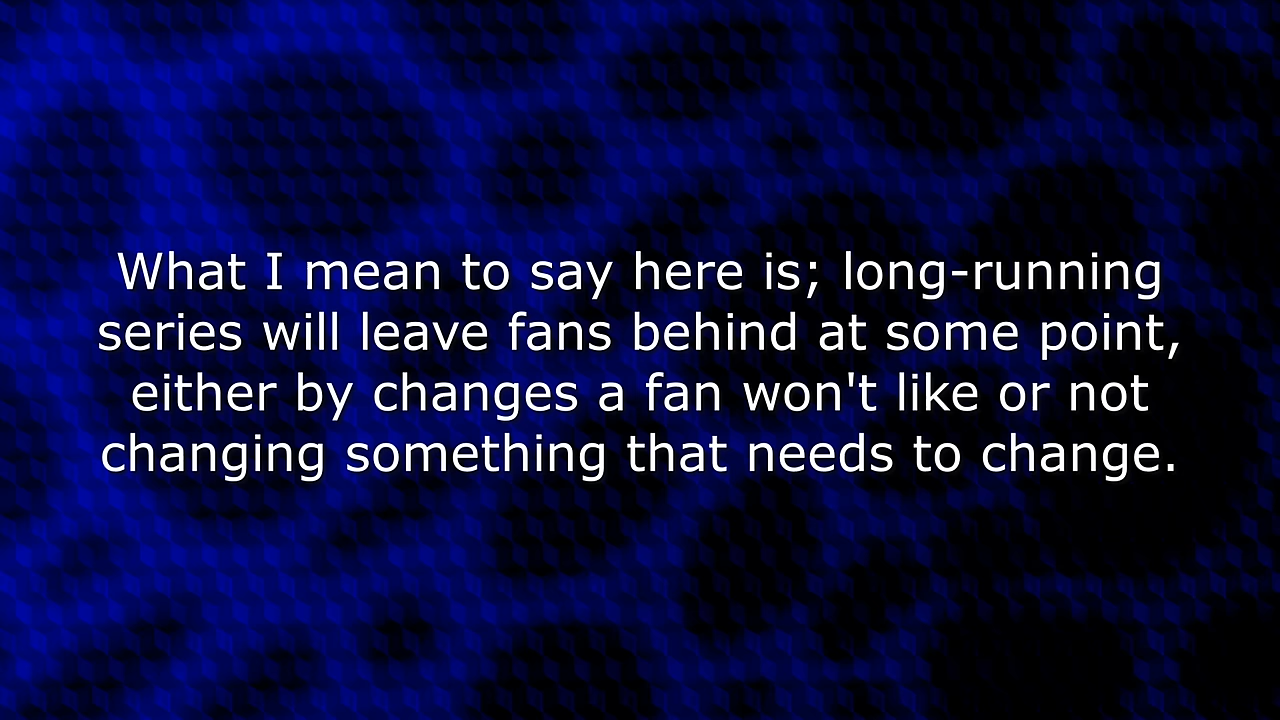 What I mean to say here is; long-running
series will leave fans behind at some point,
either by changes a fan won't like or not
changing something that needs to change.